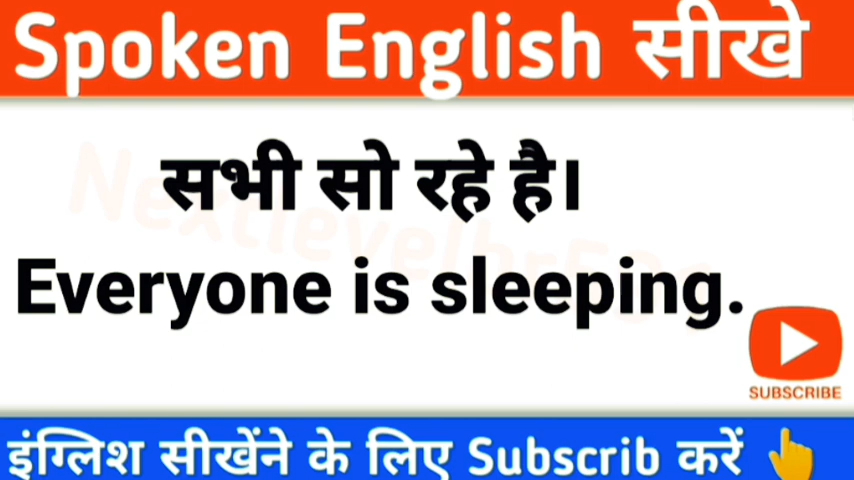 Spoken English सीखे
सभी सो रहे है।
Everyone is sleeping.
SUBSCRIBE
इंग्लिश सीखेंने के लिए Subscrib करें